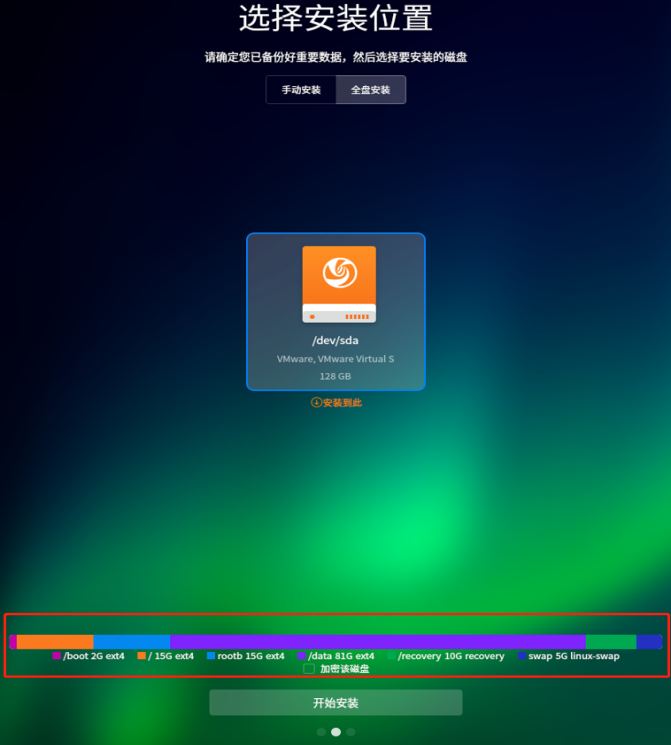 选择安装位置
请确定您已备份好重要数据，然后选择要安装的磁盘
手动安装 全盘安装
/dev/sda
VMware, VMware Virtual S
128 GB
安装到此
/boot 2G ext4 / 15G ext4 rootb 15G ext4 /data 81G ext4 /recovery 10G recovery swap 5G linux-swap
加密该磁盘
开始安装